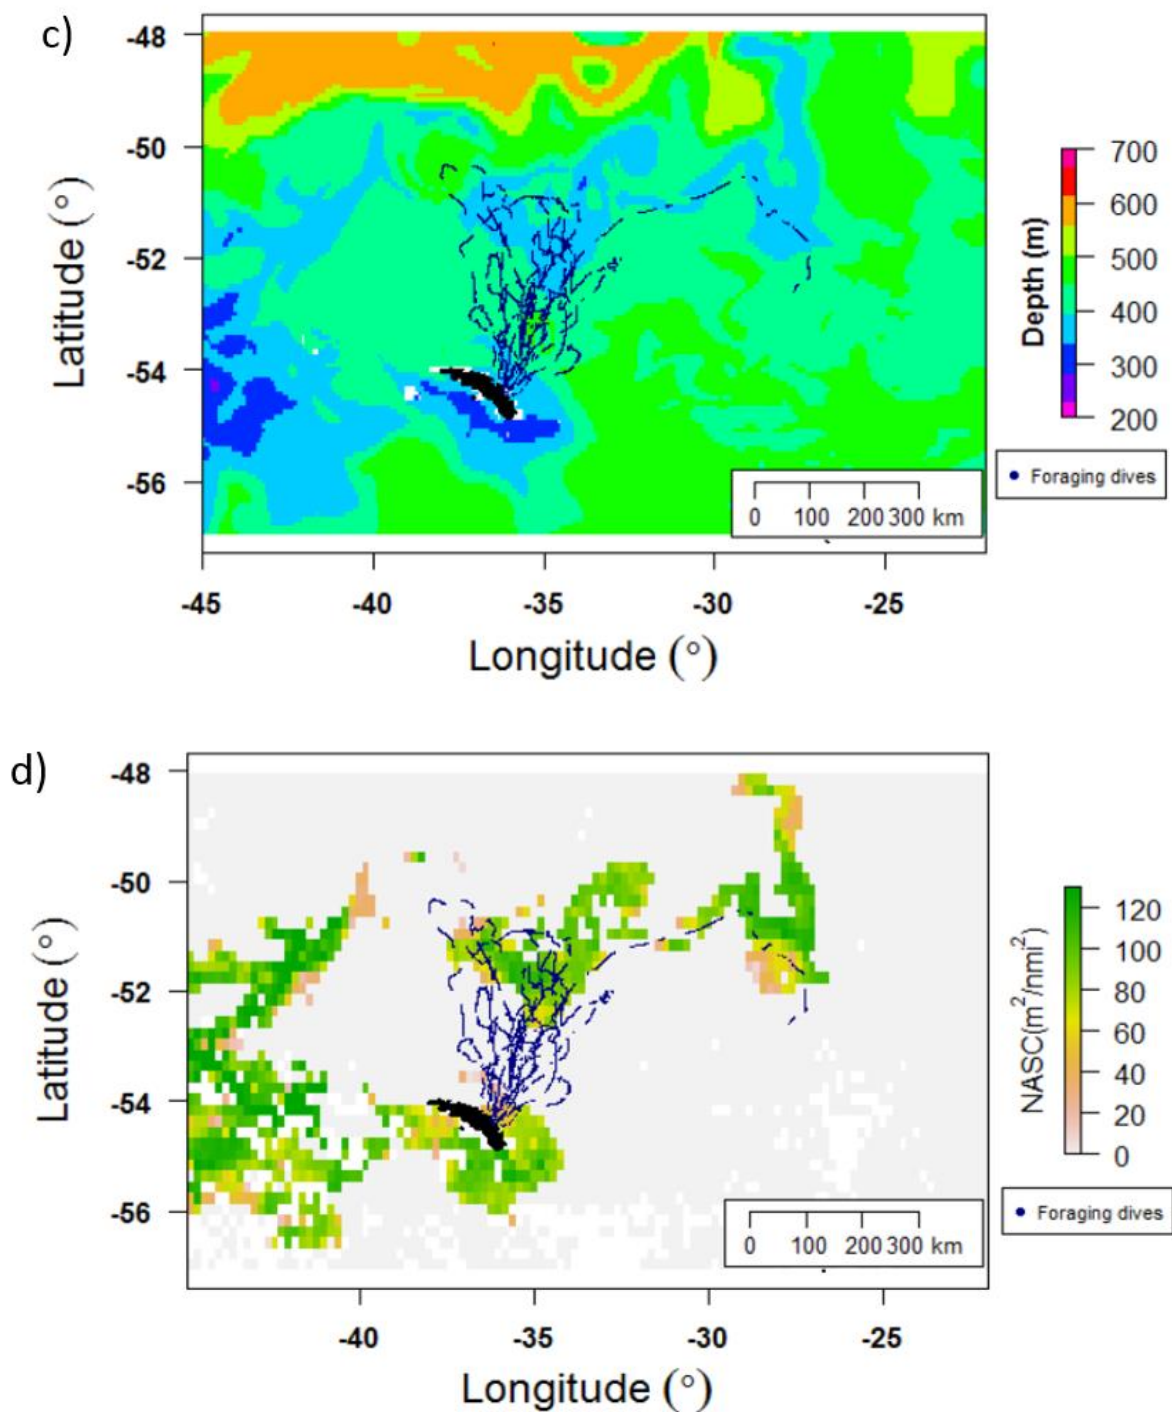 c)
-48
-50
-52
-54
-56
Latitude (°)
-45 -40 -35 -30 -25
Longitude (°)
700
600
500
400
300
200
Depth (m)
Foraging dives
0 100 200 300 km
d)
-48
-50
-52
-54
-56
Latitude (°)
-40 -35 -30 -25
Longitude (°)
120
100
80
60
40
20
0
NASC(m²/nmi²)
Foraging dives
0 100 200 300 km